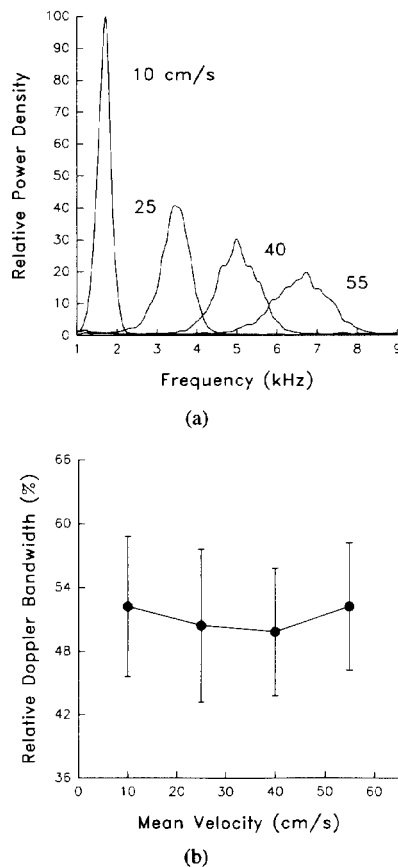 100
90
80
70
60
50
40
30
20
10
0
Relative Power Density
10 cm/s
25
40
55
1 2 3 4 5 6 7 8 9
Frequency (kHz)
(a)
66
60
54
48
42
36
Relative Doppler Bandwidth (%)
0 10 20 30 40 50 60
Mean Velocity (cm/s)
(b)